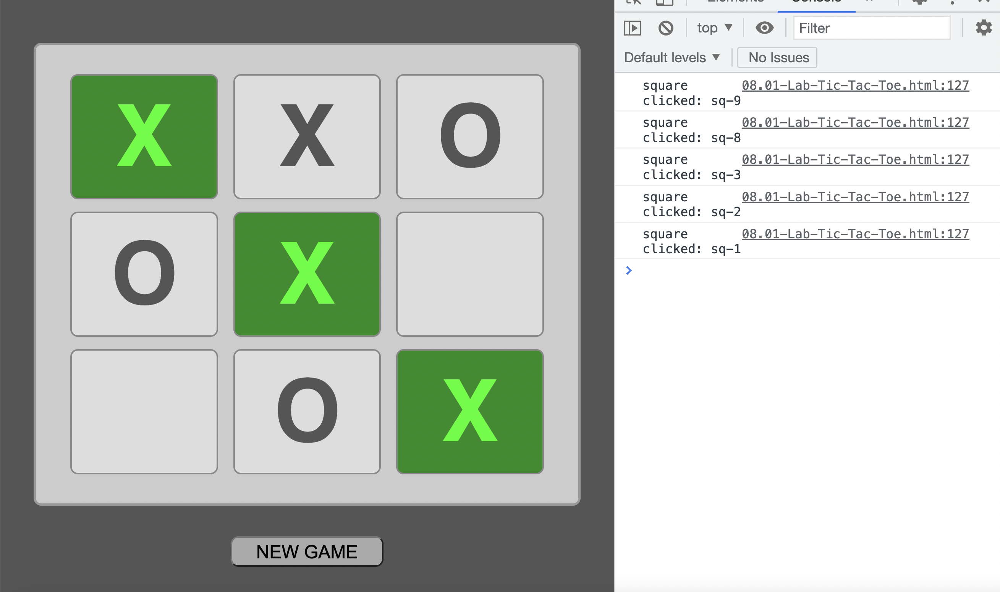 X X O
O X
O X
NEW GAME
Elements Console
top Filter
Default levels No Issues
square 08.01-Lab-Tic-Tac-Toe.html:127
clicked: sq-9
square 08.01-Lab-Tic-Tac-Toe.html:127
clicked: sq-8
square 08.01-Lab-Tic-Tac-Toe.html:127
clicked: sq-3
square 08.01-Lab-Tic-Tac-Toe.html:127
clicked: sq-2
square 08.01-Lab-Tic-Tac-Toe.html:127
clicked: sq-1